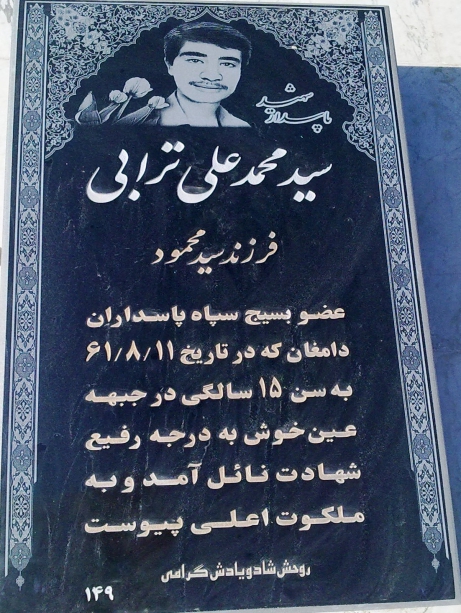 شهید
پاسدار
سید محمد علی ترابی
فرزند سید محمود
عضو بسیج سپاه پاسداران
دامغان که در تاریخ ۶۱/۸/۱۱
به سن ۱۵ سالگی در جبهه
عین خوش به درجه رفیع
شهادت نائل آمد و به
ملکوت اعلی پیوست
روحش شاد و یادش گرامی
۱۴۹